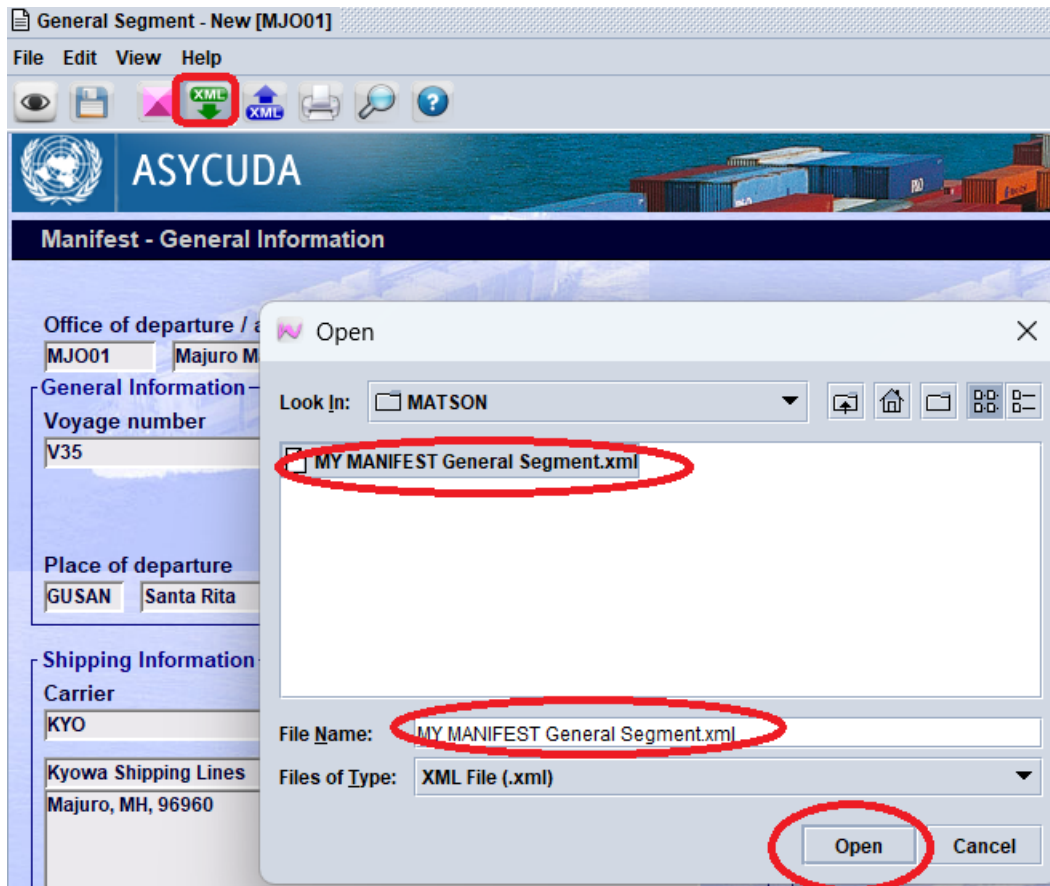 General Segment - New [MJO01]
File Edit View Help
XML
XML
ASYCUDA
P&O
Manifest - General Information
Office of departure / a
MJO01 Majuro M
General Information
Voyage number
V35
Place of departure
GUSAN Santa Rita
Shipping Information
Carrier
KYO
Kyowa Shipping Lines
Majuro, MH, 96960
Open
Look In: MATSON
MY MANIFEST General Segment.xml
File Name: MY MANIFEST General Segment.xml
Files of Type: XML File (.xml)
Open Cancel